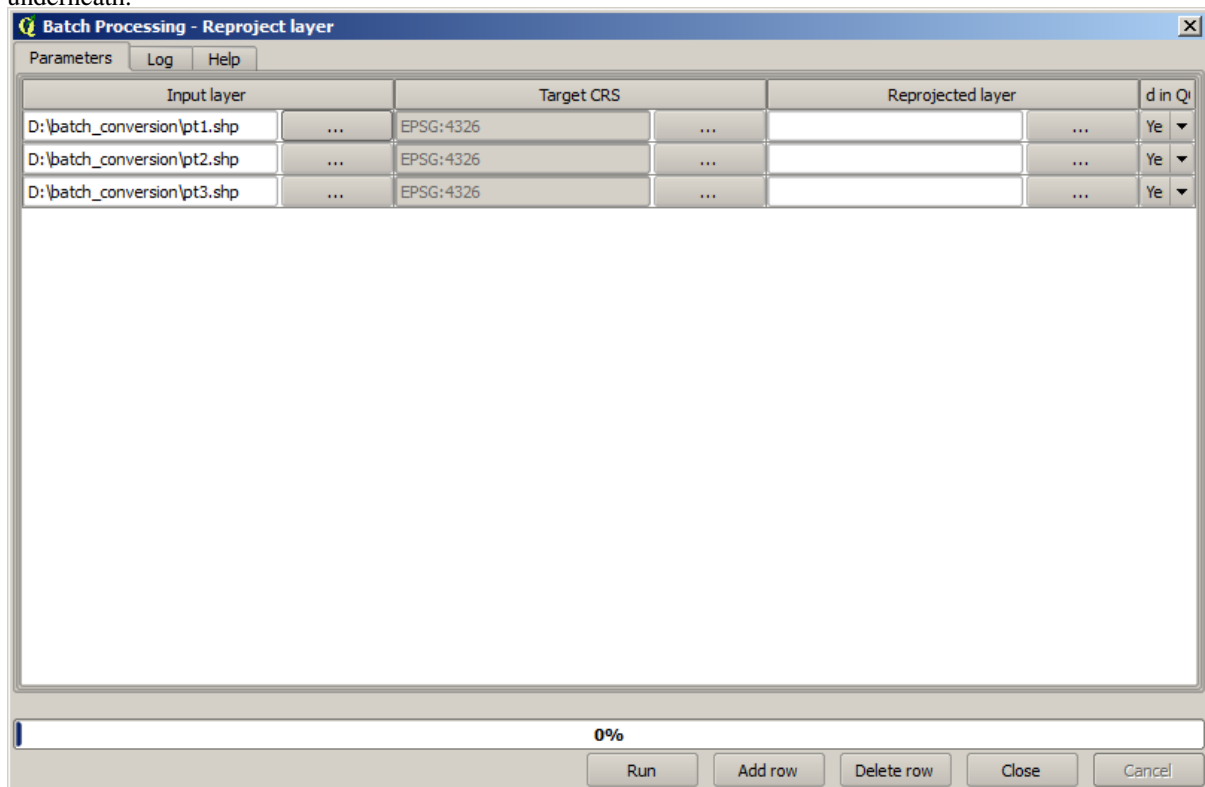 underneath.
Batch Processing - Reproject layer
Parameters Log Help
Input layer Target CRS Reprojected layer d in Q
D:\batch_conversion\pt1.shp ... EPSG:4326 ... ... Ye
D:\batch_conversion\pt2.shp ... EPSG:4326 ... ... Ye
D:\batch_conversion\pt3.shp ... EPSG:4326 ... ... Ye
0%
Run Add row Delete row Close Cancel